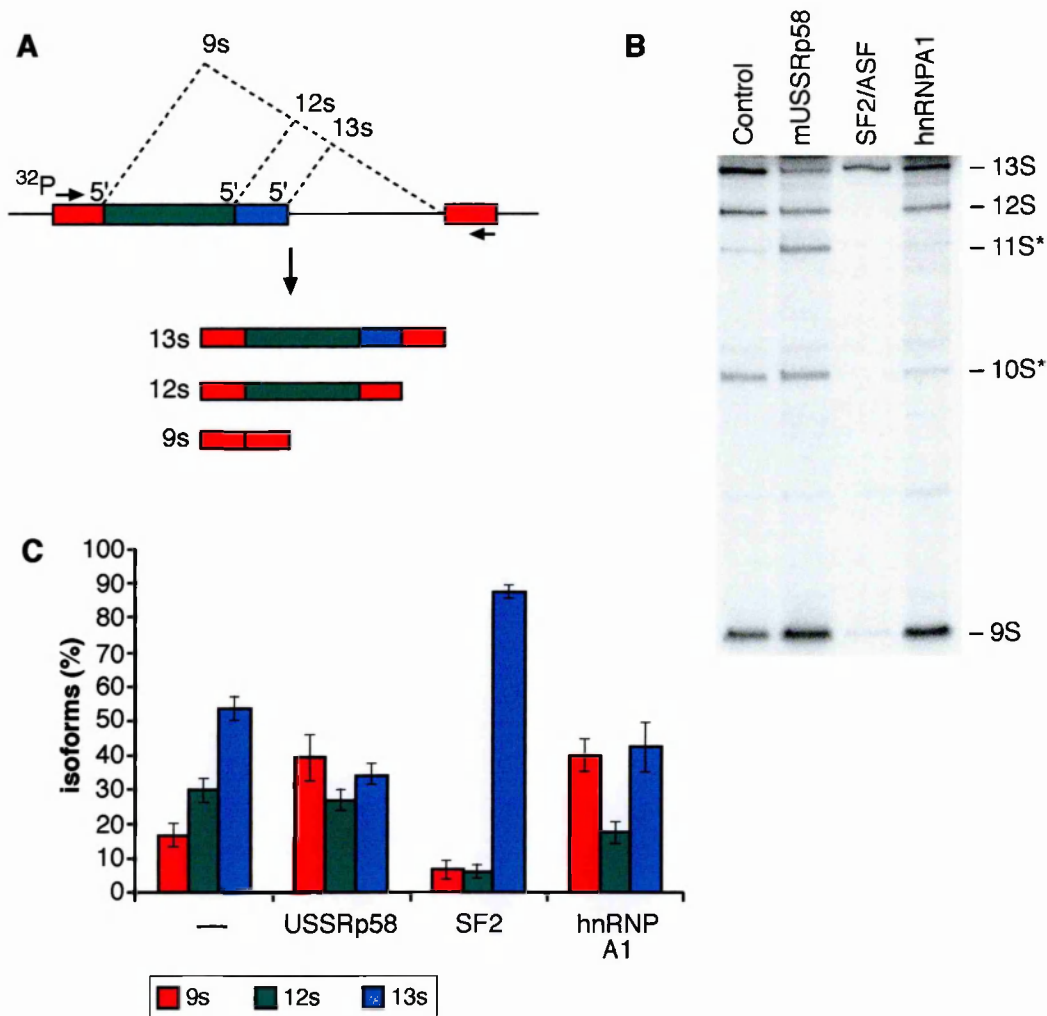 A
9s
12s
13s
32P
5'
5'
5'
13s
12s
9s
B
Control
mUSSRp58
SF2/ASF
hnRNPA1
– 13S
– 12S
– 11S*
– 10S*
– 9S
C
isoforms (%)
100
90
80
70
60
50
40
30
20
10
0
—
USSRp58
SF2
hnRNP
A1
9s
12s
13s